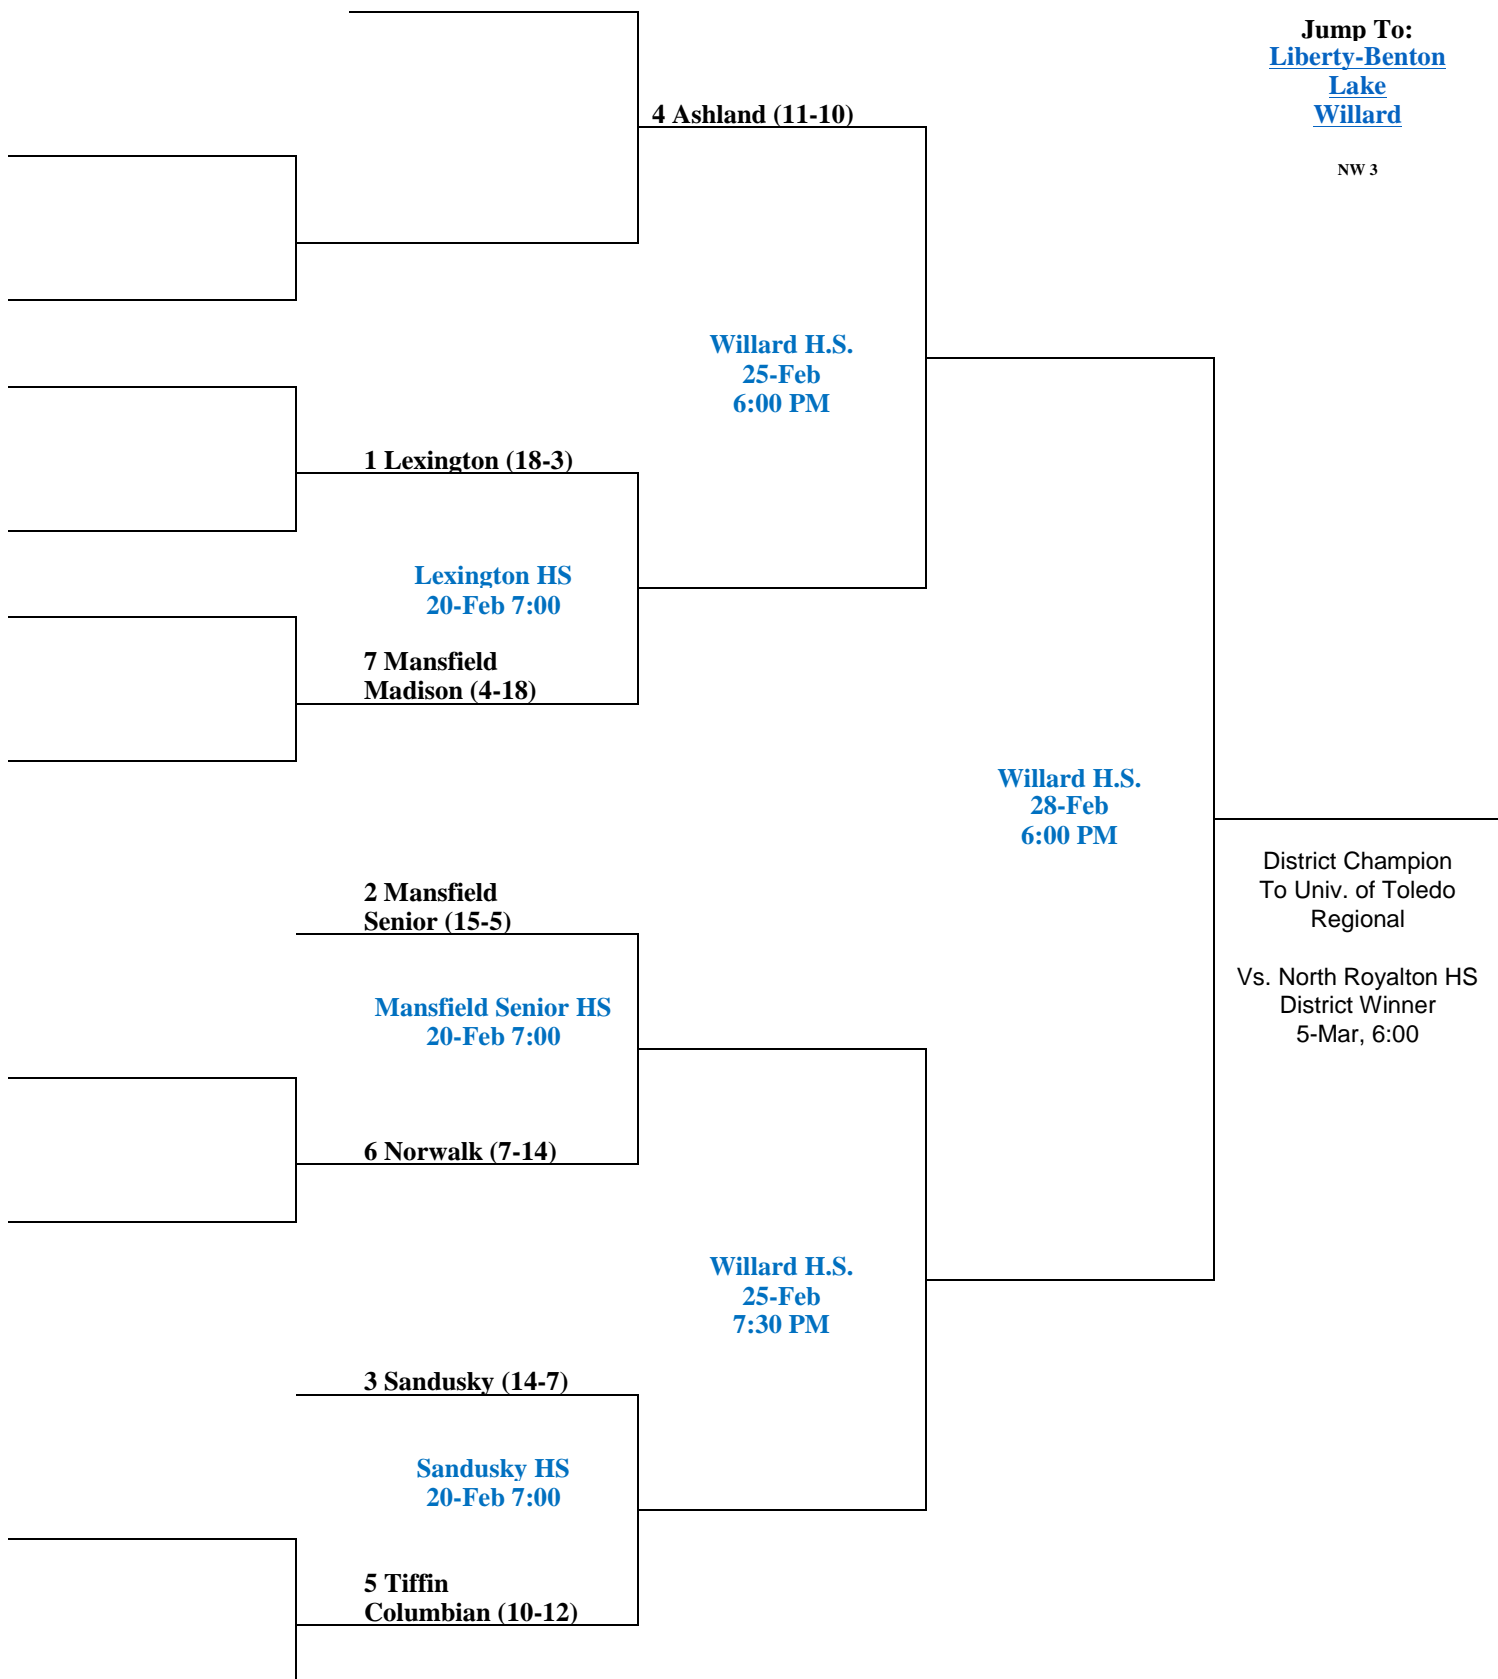 Jump To:
Liberty-Benton
Lake
Willard
NW 3
4 Ashland (11-10)
Willard H.S.
25-Feb
6:00 PM
1 Lexington (18-3)
Lexington HS
20-Feb 7:00
7 Mansfield
Madison (4-18)
Willard H.S.
28-Feb
6:00 PM
District Champion
To Univ. of Toledo
Regional
Vs. North Royalton HS
District Winner
5-Mar, 6:00
2 Mansfield
Senior (15-5)
Mansfield Senior HS
20-Feb 7:00
6 Norwalk (7-14)
Willard H.S.
25-Feb
7:30 PM
3 Sandusky (14-7)
Sandusky HS
20-Feb 7:00
5 Tiffin
Columbian (10-12)